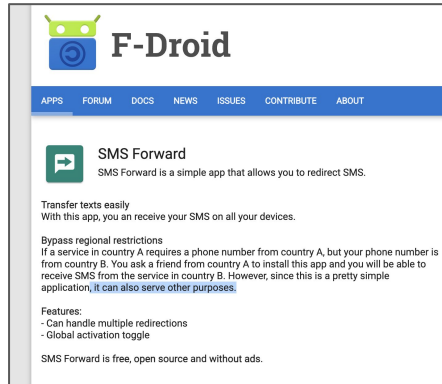 F-Droid
APPS FORUM DOCS NEWS ISSUES CONTRIBUTE ABOUT
SMS Forward
SMS Forward is a simple app that allows you to redirect SMS.
Transfer texts easily
With this app, you an receive your SMS on all your devices.
Bypass regional restrictions
If a service in country A requires a phone number from country A, but your phone number is
from country B. You ask a friend from country A to install this app and you will be able to
receive SMS from the service in country B. However, since this is a pretty simple
application, it can also serve other purposes.
Features:
- Can handle multiple redirections
- Global activation toggle
SMS Forward is free, open source and without ads.